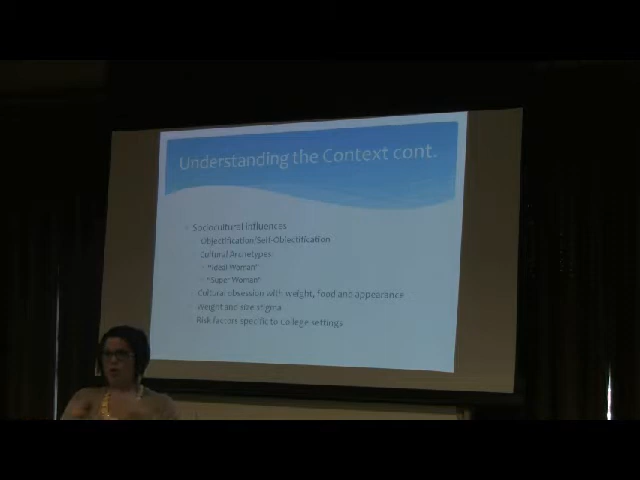 Understanding the Context cont.
Sociocultural Influences
Objectification/Self-Objectification
Cultural Archetypes:
"Ideal Woman"
"Super Woman"
Cultural obsession with weight, food and appearance
Weight and size stigma
Risk factors specific to College settings